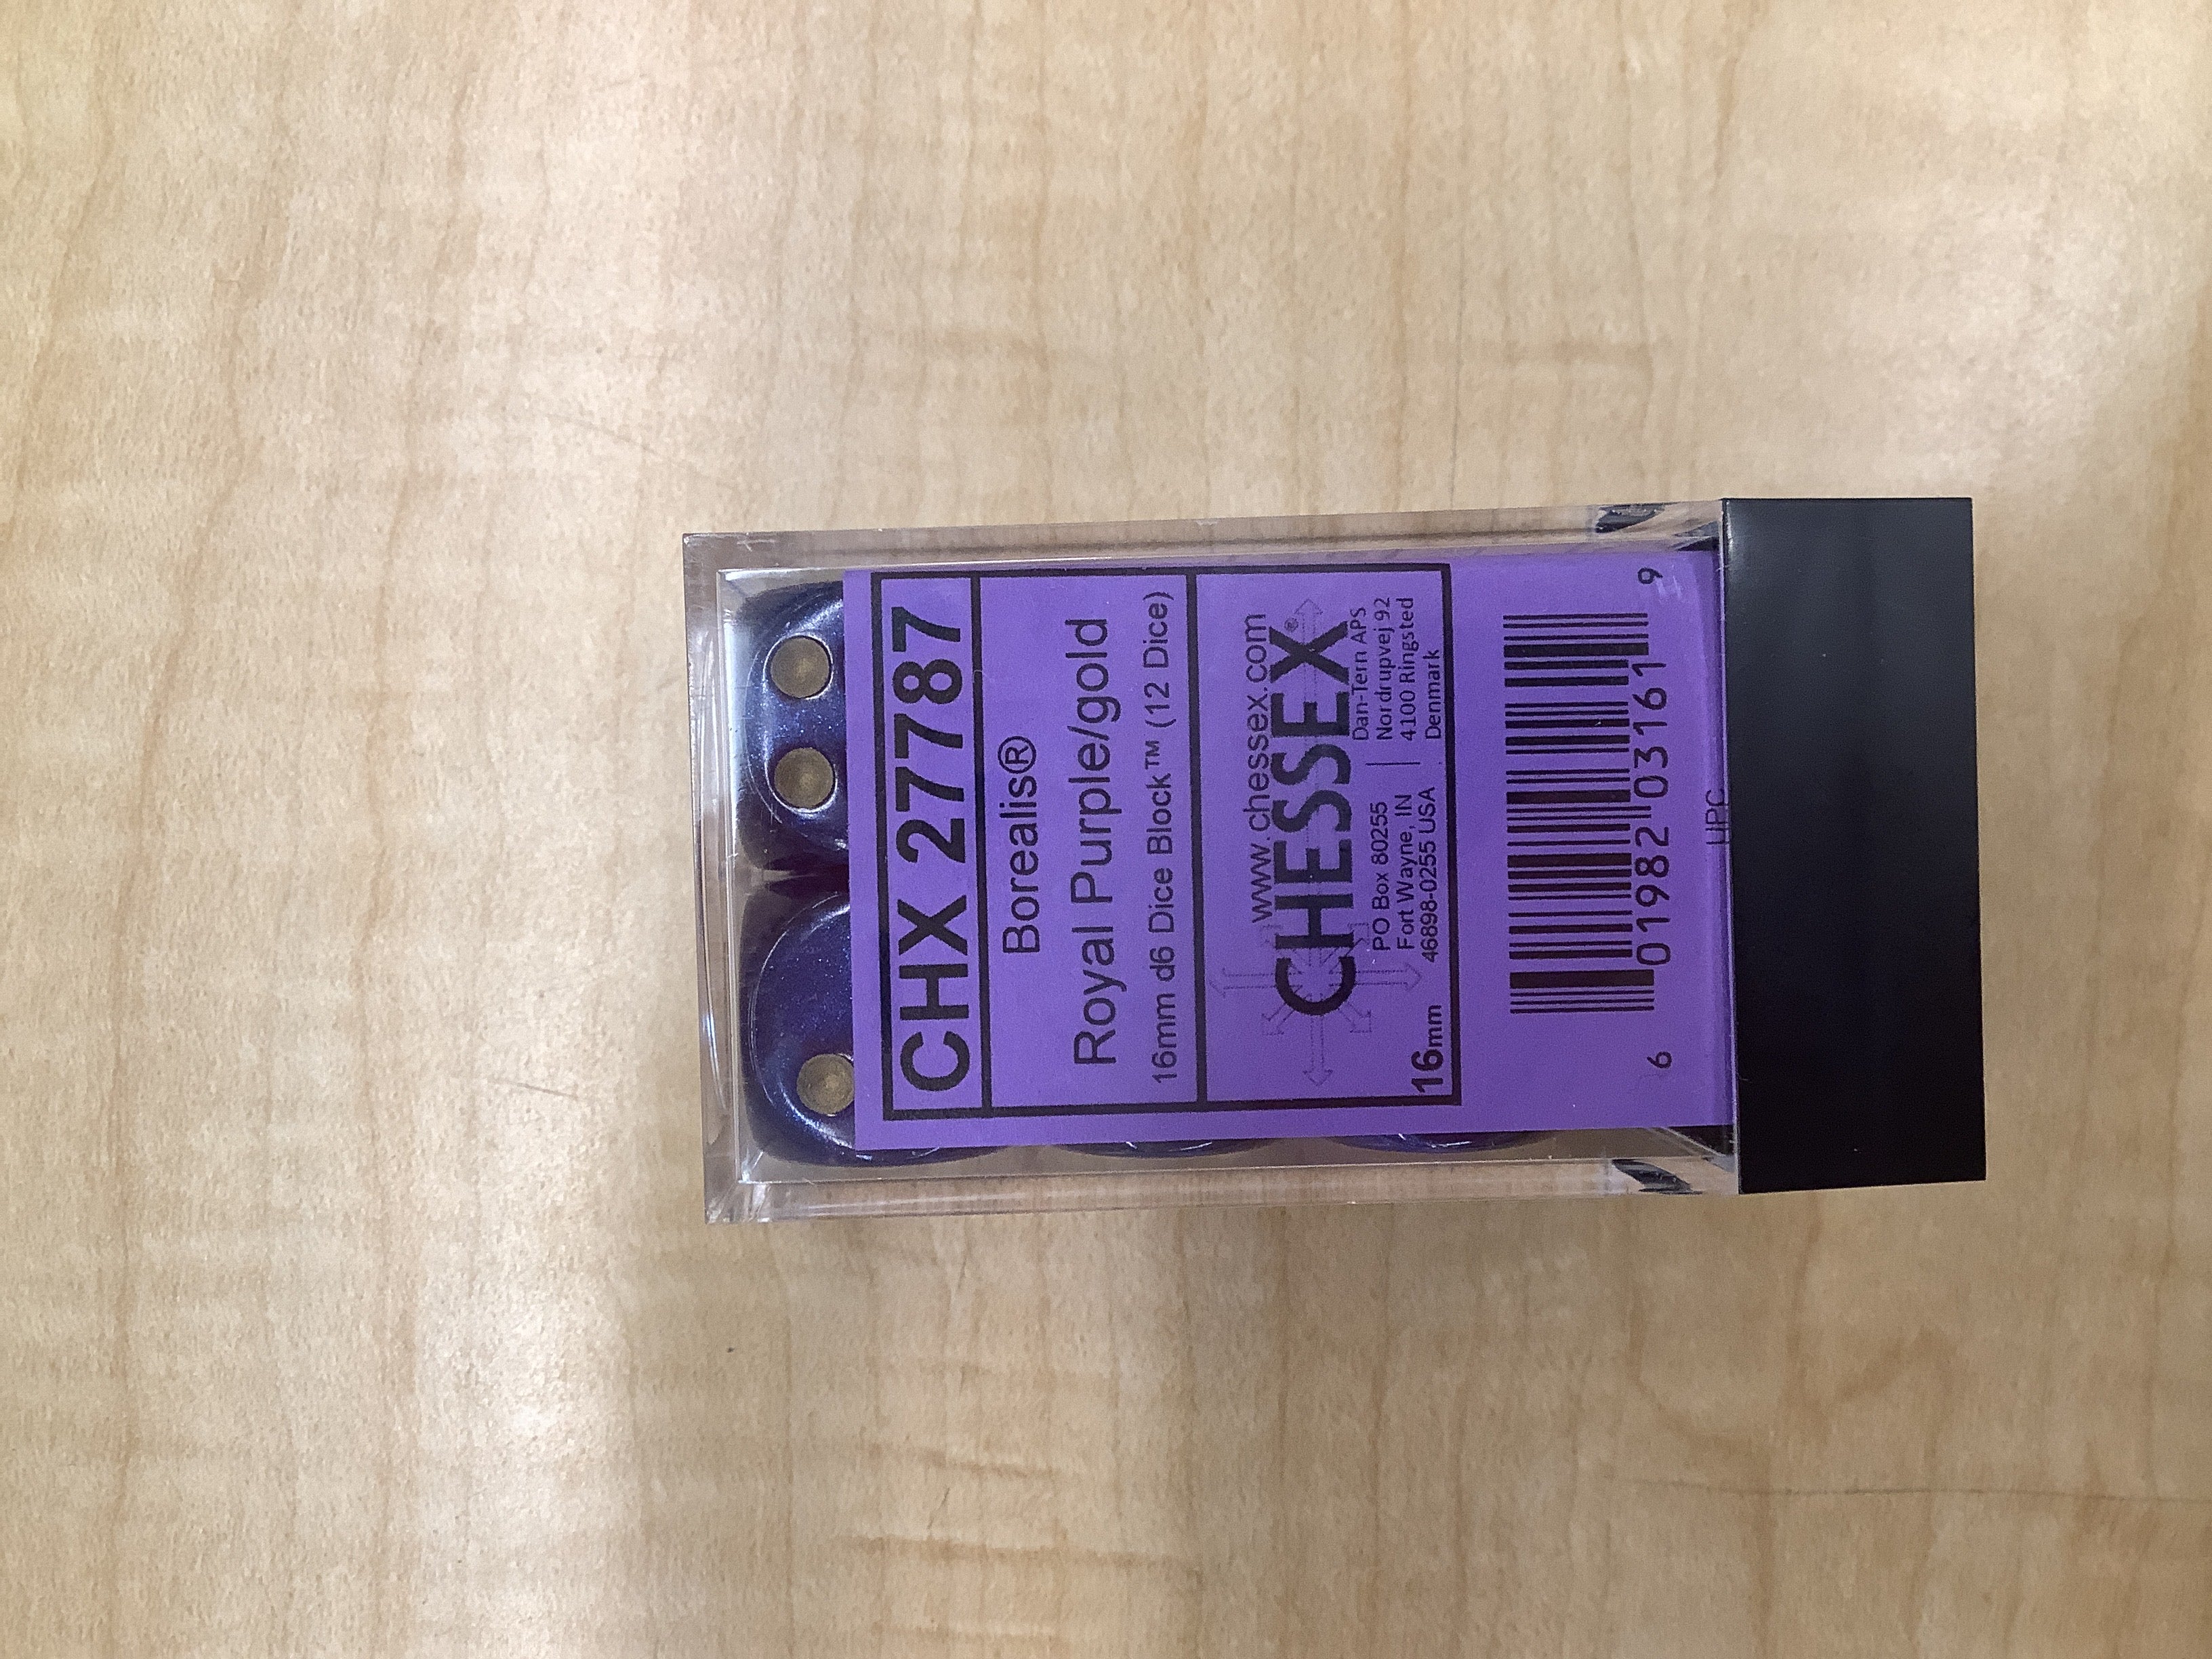 CHX 27787
Borealis®
Royal Purple/gold
16mm d6 Dice Block™ (12 Dice)
www.chessex.com
CHESSEX®
PO Box 80255 | Dan-Tern APS
Fort Wayne, IN | Nordrupvej 92
46898-0255 USA | 4100 Ringsted
Denmark
16mm
6 01982 03161 9
UPC